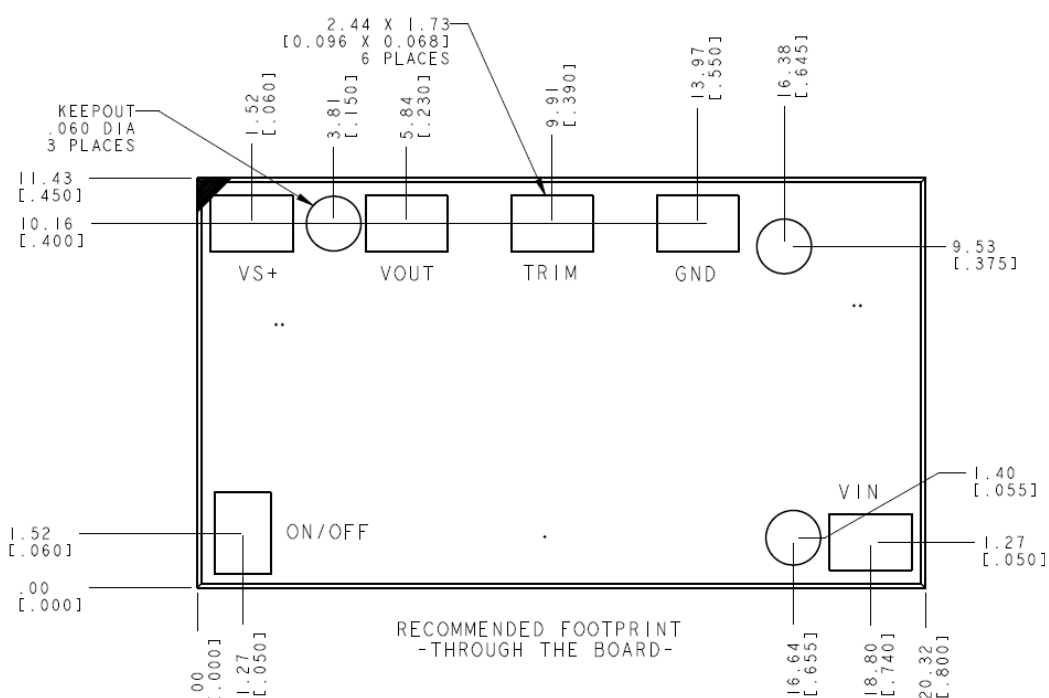 2.44 X 1.73
[0.096 X 0.068]
6 PLACES
KEEPOUT
.060 DIA
3 PLACES
1.52
[.060]
3.81
[.150]
5.84
[.230]
9.91
[.390]
13.97
[.550]
16.38
[.645]
11.43
[.450]
10.16
[.400]
VS+
VOUT
TRIM
GND
9.53
[.375]
1.40
[.055]
VIN
1.52
[.060]
ON/OFF
1.27
[.050]
.00
[.000]
RECOMMENDED FOOTPRINT
-THROUGH THE BOARD-
.00
[.000]
1.27
[.050]
16.64
[.655]
18.80
[.740]
20.32
[.800]